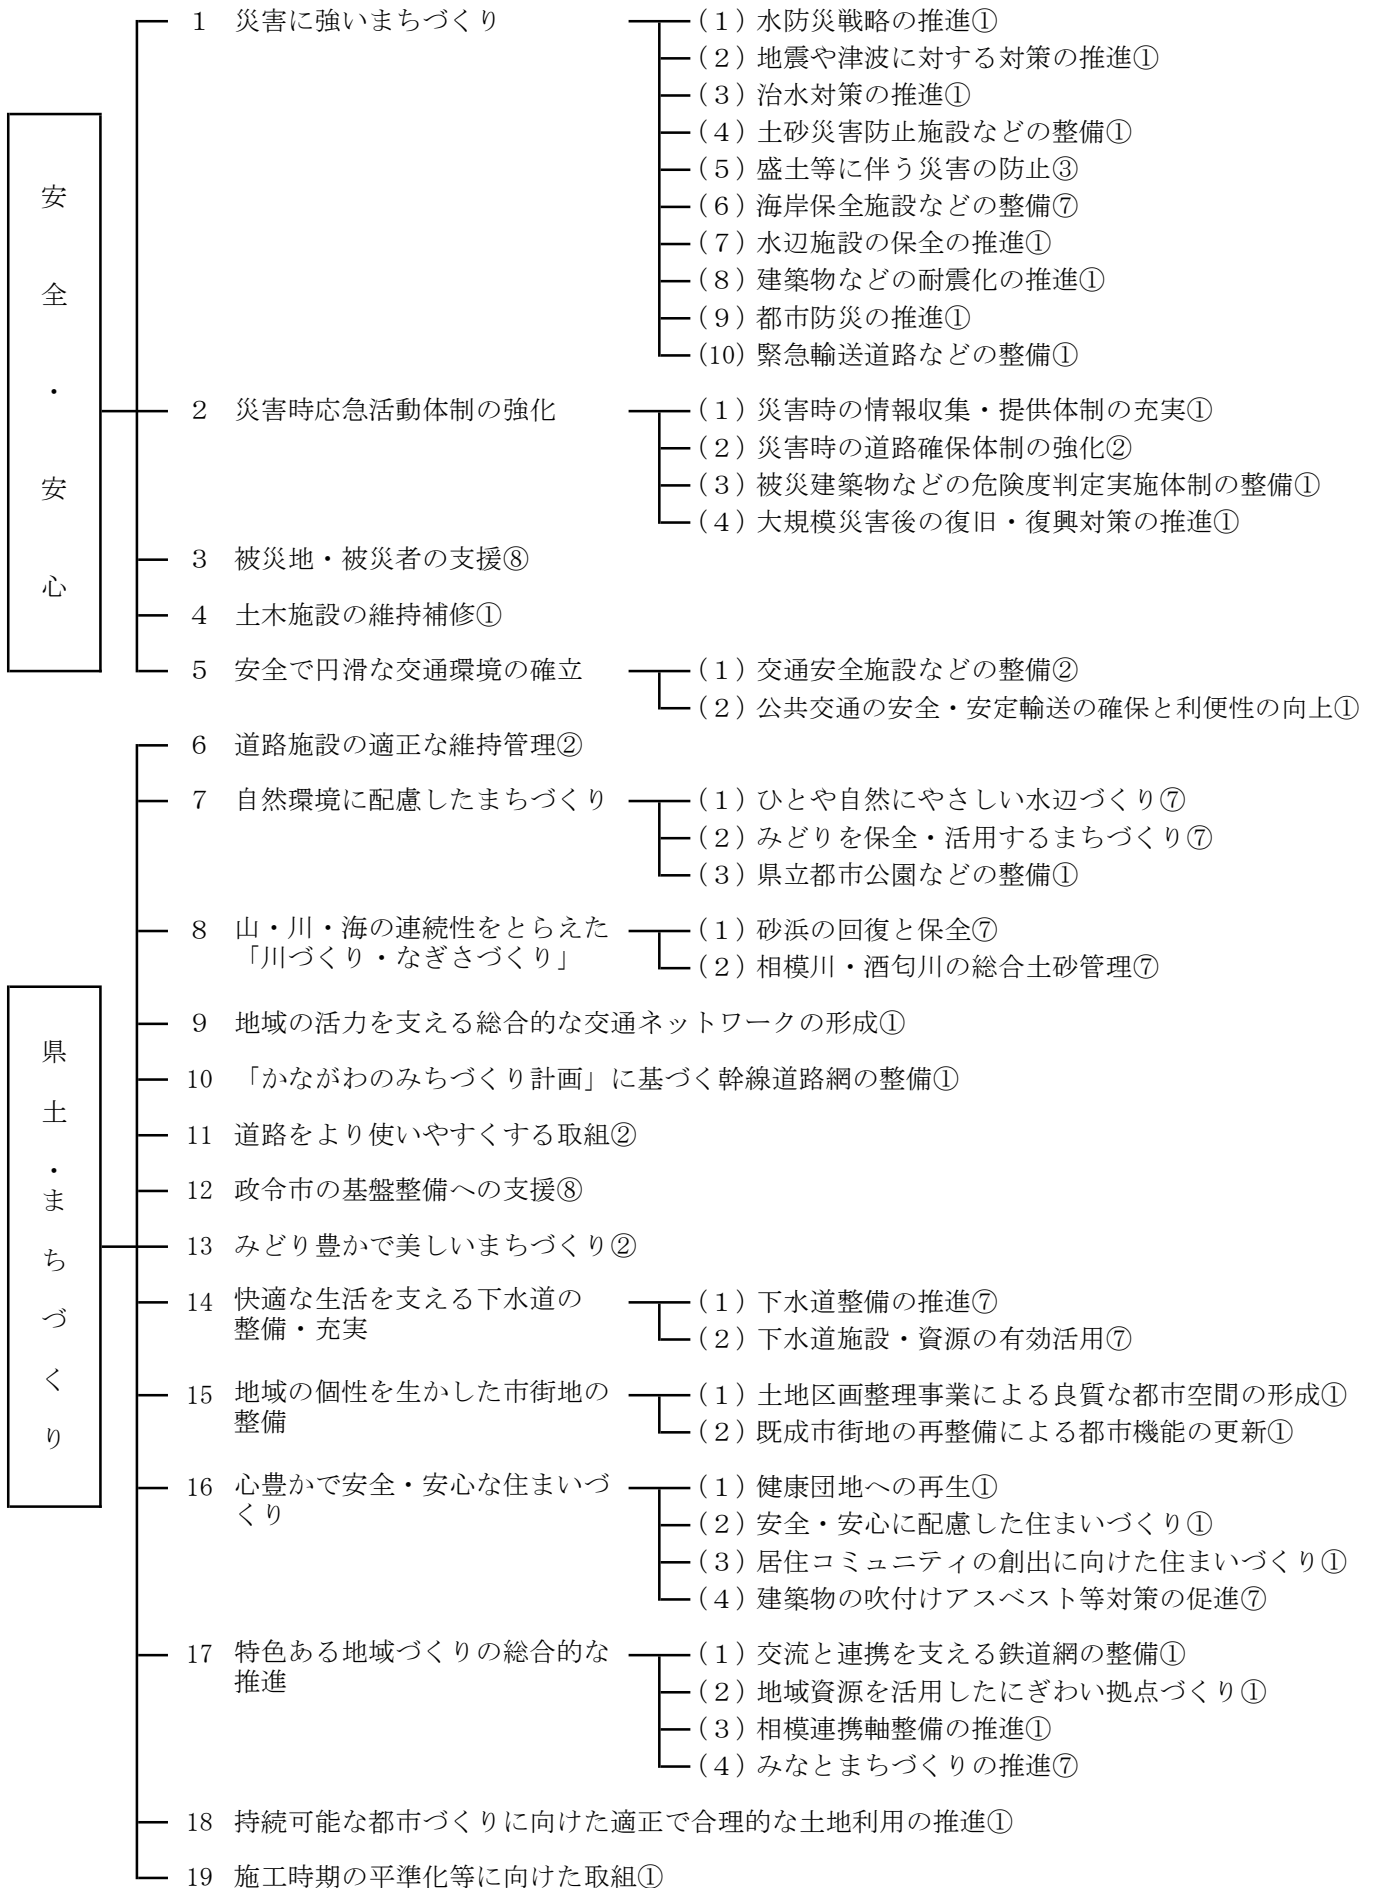 安全・安心
1 災害に強いまちづくり
(1)水防災戦略の推進①
(2)地震や津波に対する対策の推進①
(3)治水対策の推進①
(4)土砂災害防止施設などの整備①
(5)盛土等に伴う災害の防止③
(6)海岸保全施設などの整備⑦
(7)水辺施設の保全の推進①
(8)建築物などの耐震化の推進①
(9)都市防災の推進①
(10)緊急輸送道路などの整備①
2 災害時応急活動体制の強化
(1)災害時の情報収集・提供体制の充実①
(2)災害時の道路確保体制の強化②
(3)被災建築物などの危険度判定実施体制の整備①
(4)大規模災害後の復旧・復興対策の推進①
3 被災地・被災者の支援⑧
4 土木施設の維持補修①
5 安全で円滑な交通環境の確立
(1)交通安全施設などの整備②
(2)公共交通の安全・安定輸送の確保と利便性の向上①
県土・まちづくり
6 道路施設の適正な維持管理②
7 自然環境に配慮したまちづくり
(1)ひとや自然にやさしい水辺づくり⑦
(2)みどりを保全・活用するまちづくり⑦
(3)県立都市公園などの整備①
8 山・川・海の連続性をとらえた
「川づくり・なぎさづくり」
(1)砂浜の回復と保全⑦
(2)相模川・酒匂川の総合土砂管理⑦
9 地域の活力を支える総合的な交通ネットワークの形成①
10 「かながわのみちづくり計画」に基づく幹線道路網の整備①
11 道路をより使いやすくする取組②
12 政令市の基盤整備への支援⑧
13 みどり豊かで美しいまちづくり②
14 快適な生活を支える下水道の
整備・充実
(1)下水道整備の推進⑦
(2)下水道施設・資源の有効活用⑦
15 地域の個性を生かした市街地の
整備
(1)土地区画整理事業による良質な都市空間の形成①
(2)既成市街地の再整備による都市機能の更新①
16 心豊かで安全・安心な住まいづ
くり
(1)健康団地への再生①
(2)安全・安心に配慮した住まいづくり①
(3)居住コミュニティの創出に向けた住まいづくり①
(4)建築物の吹付けアスベスト等対策の促進⑦
17 特色ある地域づくりの総合的な
推進
(1)交流と連携を支える鉄道網の整備①
(2)地域資源を活用したにぎわい拠点づくり①
(3)相模連携軸整備の推進①
(4)みなとまちづくりの推進⑦
18 持続可能な都市づくりに向けた適正で合理的な土地利用の推進①
19 施工時期の平準化等に向けた取組①